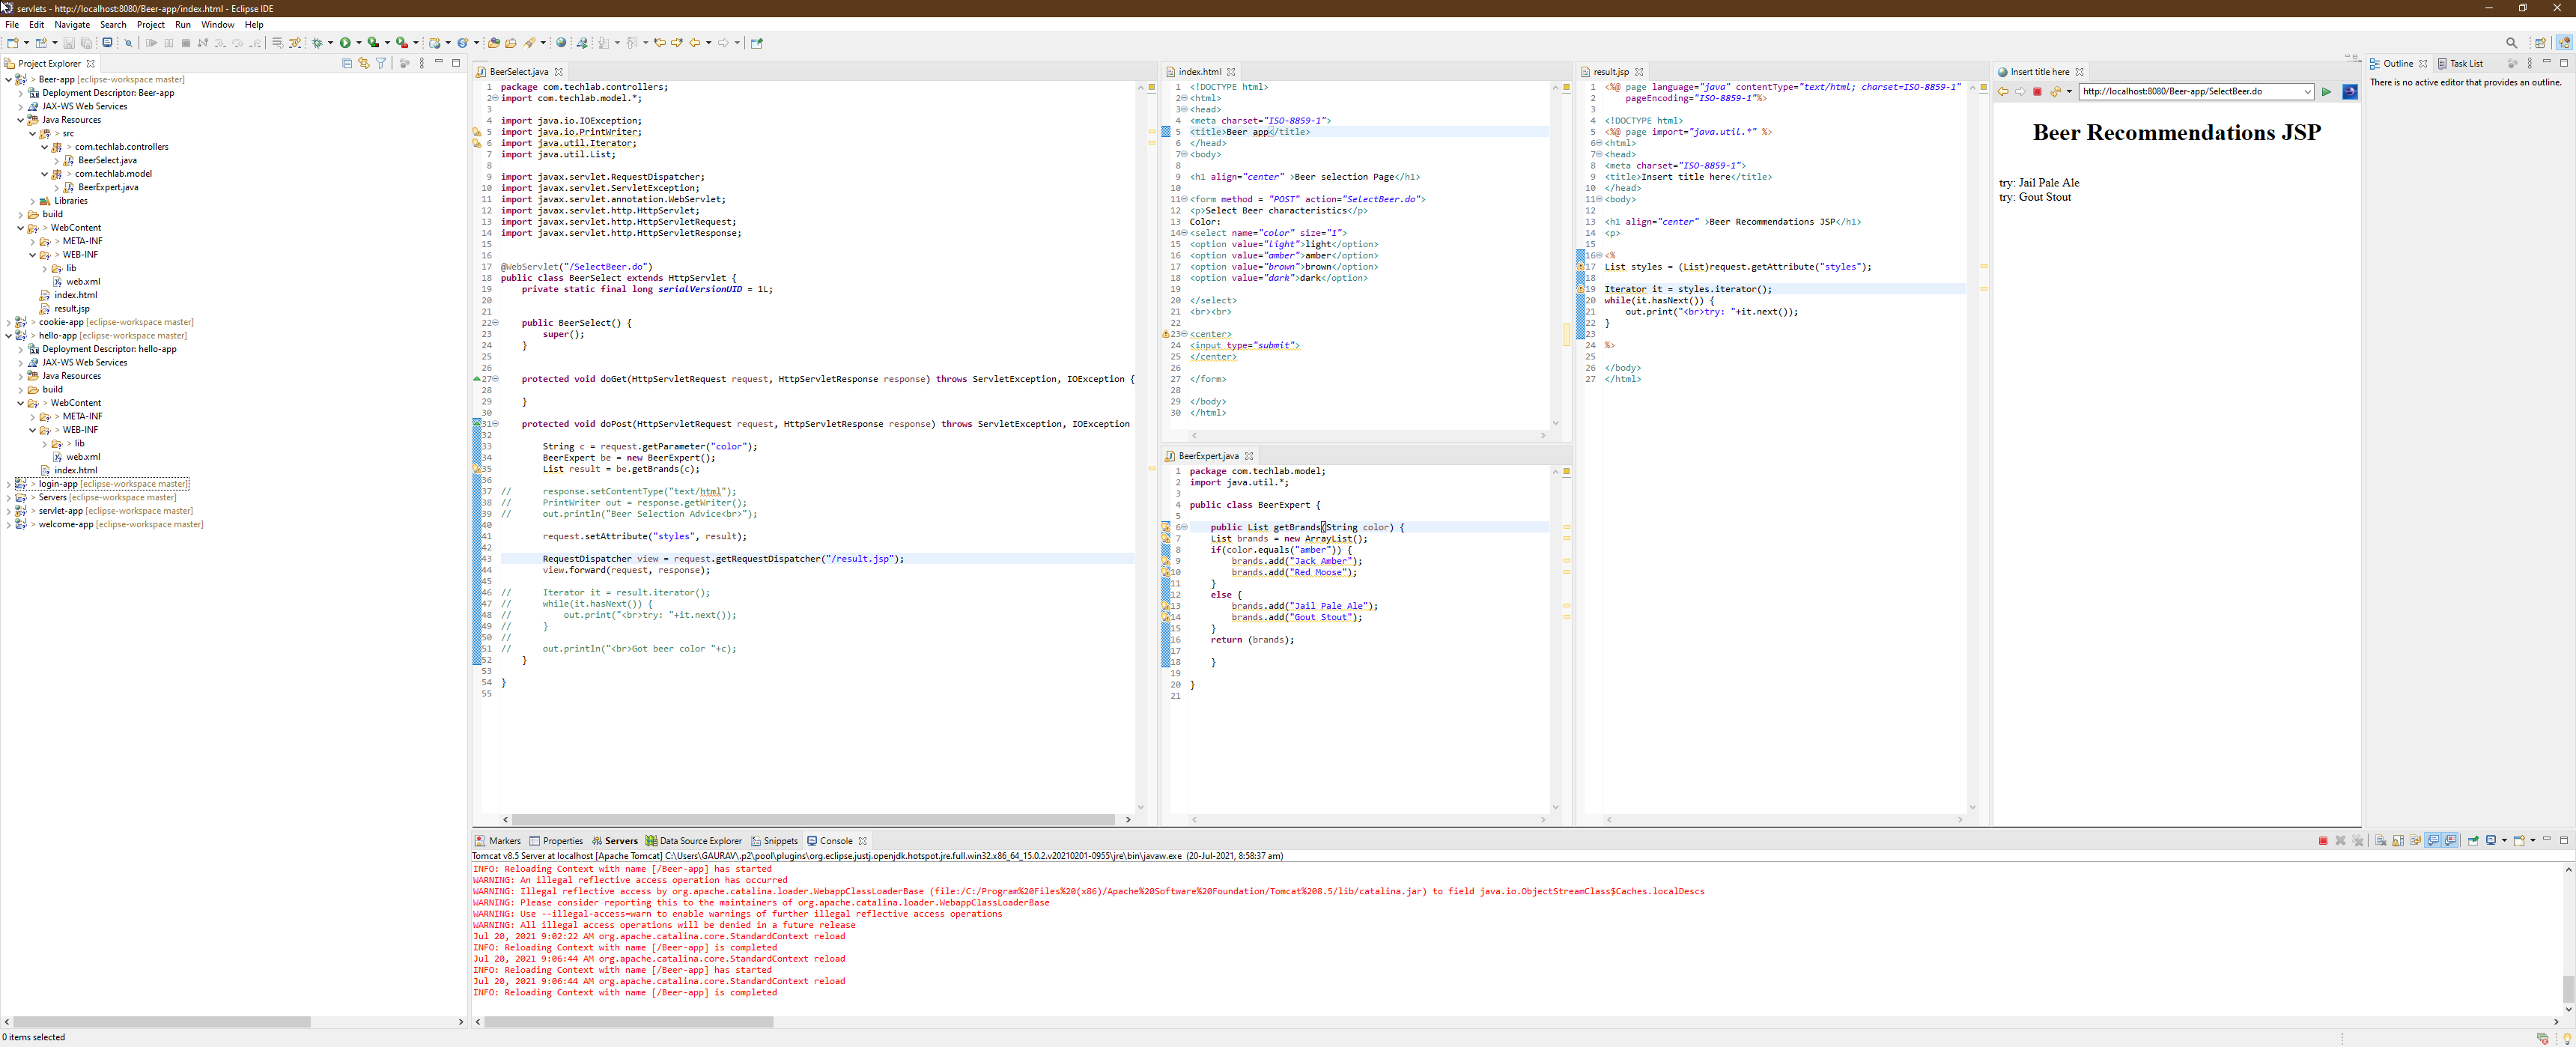 servlets - http://localhost:8080/Beer-app/index.html - Eclipse IDE
File Edit Navigate Search Project Run Window Help
Project Explorer
> Beer-app [eclipse-workspace master]
Deployment Descriptor: Beer-app
JAX-WS Web Services
Java Resources
> src
> com.techlab.controllers
BeerSelect.java
> com.techlab.model
BeerExpert.java
Libraries
build
> WebContent
> META-INF
> WEB-INF
lib
web.xml
index.html
result.jsp
> cookie-app [eclipse-workspace master]
> hello-app [eclipse-workspace master]
Deployment Descriptor: hello-app
JAX-WS Web Services
Java Resources
build
> WebContent
> META-INF
> WEB-INF
> lib
web.xml
index.html
> login-app [eclipse-workspace master]
> Servers [eclipse-workspace master]
> servlet-app [eclipse-workspace master]
> welcome-app [eclipse-workspace master]
BeerSelect.java
1 package com.techlab.controllers;
2 import com.techlab.model.*;
3
4 import java.io.IOException;
5 import java.io.PrintWriter;
6 import java.util.Iterator;
7 import java.util.List;
8
9 import javax.servlet.RequestDispatcher;
10 import javax.servlet.ServletException;
11 import javax.servlet.annotation.WebServlet;
12 import javax.servlet.http.HttpServlet;
13 import javax.servlet.http.HttpServletRequest;
14 import javax.servlet.http.HttpServletResponse;
15
16
17 @WebServlet("/SelectBeer.do")
18 public class BeerSelect extends HttpServlet {
19 private static final long serialVersionUID = 1L;
20
21
22 public BeerSelect() {
23 super();
24 }
25
26
27 protected void doGet(HttpServletRequest request, HttpServletResponse response) throws ServletException, IOException {
28
29 }
30
31 protected void doPost(HttpServletRequest request, HttpServletResponse response) throws ServletException, IOException
32
33 String c = request.getParameter("color");
34 BeerExpert be = new BeerExpert();
35 List result = be.getBrands(c);
36
37 // response.setContentType("text/html");
38 // PrintWriter out = response.getWriter();
39 // out.println("Beer Selection Advice<br>");
40
41 request.setAttribute("styles", result);
42
43 RequestDispatcher view = request.getRequestDispatcher("/result.jsp");
44 view.forward(request, response);
45
46 // Iterator it = result.iterator();
47 // while(it.hasNext()) {
48 // out.print("<br>try: "+it.next());
49 // }
50 //
51 // out.println("<br>Got beer color "+c);
52 }
53
54 }
55
index.html
1 <!DOCTYPE html>
2 <html>
3 <head>
4 <meta charset="ISO-8859-1">
5 <title>Beer app</title>
6 </head>
7 <body>
8
9 <h1 align="center" >Beer selection Page</h1>
10
11 <form method = "POST" action="SelectBeer.do">
12 <p>Select Beer characteristics</p>
13 Color:
14 <select name="color" size="1">
15 <option value="light">light</option>
16 <option value="amber">amber</option>
17 <option value="brown">brown</option>
18 <option value="dark">dark</option>
19
20 </select>
21 <br><br>
22
23 <center>
24 <input type="submit">
25 </center>
26
27 </form>
28
29 </body>
30 </html>
BeerExpert.java
1 package com.techlab.model;
2 import java.util.*;
3
4 public class BeerExpert {
5
6 public List getBrands(String color) {
7 List brands = new ArrayList();
8 if(color.equals("amber")) {
9 brands.add("Jack Amber");
10 brands.add("Red Moose");
11 }
12 else {
13 brands.add("Jail Pale Ale");
14 brands.add("Gout Stout");
15 }
16 return (brands);
17
18 }
19
20 }
21
result.jsp
1 <%@ page language="java" contentType="text/html; charset=ISO-8859-1"
2 pageEncoding="ISO-8859-1"%>
3
4 <!DOCTYPE html>
5 <%@ page import="java.util.*" %>
6 <html>
7 <head>
8 <meta charset="ISO-8859-1">
9 <title>Insert title here</title>
10 </head>
11 <body>
12
13 <h1 align="center" >Beer Recommendations JSP</h1>
14 <p>
15
16 <%
17 List styles = (List)request.getAttribute("styles");
18
19 Iterator it = styles.iterator();
20 while(it.hasNext()) {
21 out.print("<br>try: "+it.next());
22 }
23
24 %>
25
26 </body>
27 </html>
Insert title here
http://localhost:8080/Beer-app/SelectBeer.do
Beer Recommendations JSP
try: Jail Pale Ale
try: Gout Stout
Outline Task List
There is no active editor that provides an outline.
Markers Properties Servers Data Source Explorer Snippets Console
Tomcat v8.5 Server at localhost [Apache Tomcat] C:\Users\GAURAV\.p2\pool\plugins\org.eclipse.justj.openjdk.hotspot.jre.full.win32.x86_64_15.0.2.v20210201-0955\jre\bin\javaw.exe (20-Jul-2021, 8:58:37 am)
INFO: Reloading Context with name [/Beer-app] has started
WARNING: An illegal reflective access operation has occurred
WARNING: Illegal reflective access by org.apache.catalina.loader.WebappClassLoaderBase (file:/C:/Program%20Files%20(x86)/Apache%20Software%20Foundation/Tomcat%208.5/lib/catalina.jar) to field java.io.ObjectStreamClass$Caches.localDescs
WARNING: Please consider reporting this to the maintainers of org.apache.catalina.loader.WebappClassLoaderBase
WARNING: Use --illegal-access=warn to enable warnings of further illegal reflective access operations
WARNING: All illegal access operations will be denied in a future release
Jul 20, 2021 9:02:22 AM org.apache.catalina.core.StandardContext reload
INFO: Reloading Context with name [/Beer-app] is completed
Jul 20, 2021 9:06:44 AM org.apache.catalina.core.StandardContext reload
INFO: Reloading Context with name [/Beer-app] has started
Jul 20, 2021 9:06:44 AM org.apache.catalina.core.StandardContext reload
INFO: Reloading Context with name [/Beer-app] is completed
0 items selected